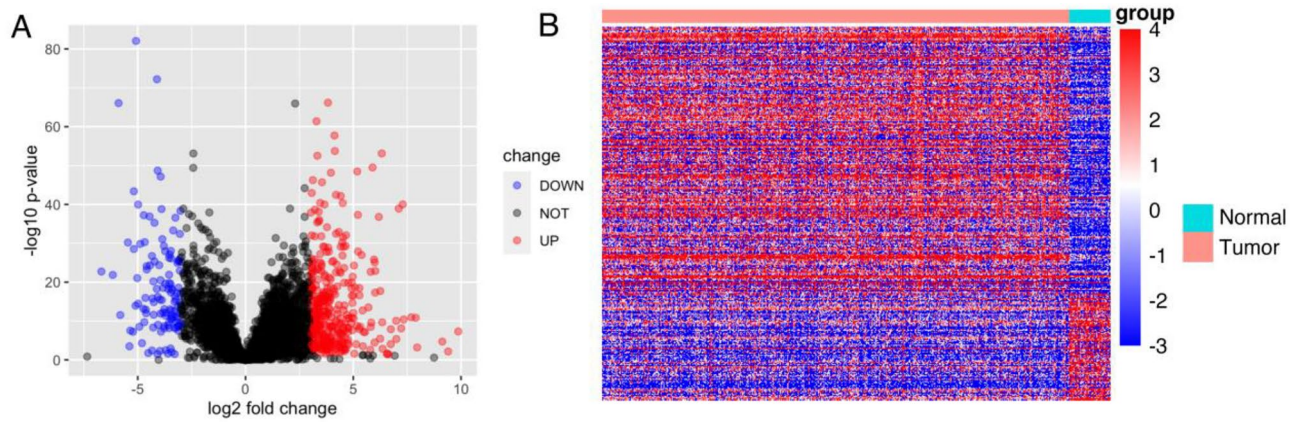 A
-log10 p-value
80
60
40
20
0
-5
0
5
10
log2 fold change
change
DOWN
NOT
UP
B
group
4
3
2
1
0
-1
-2
-3
Normal
Tumor